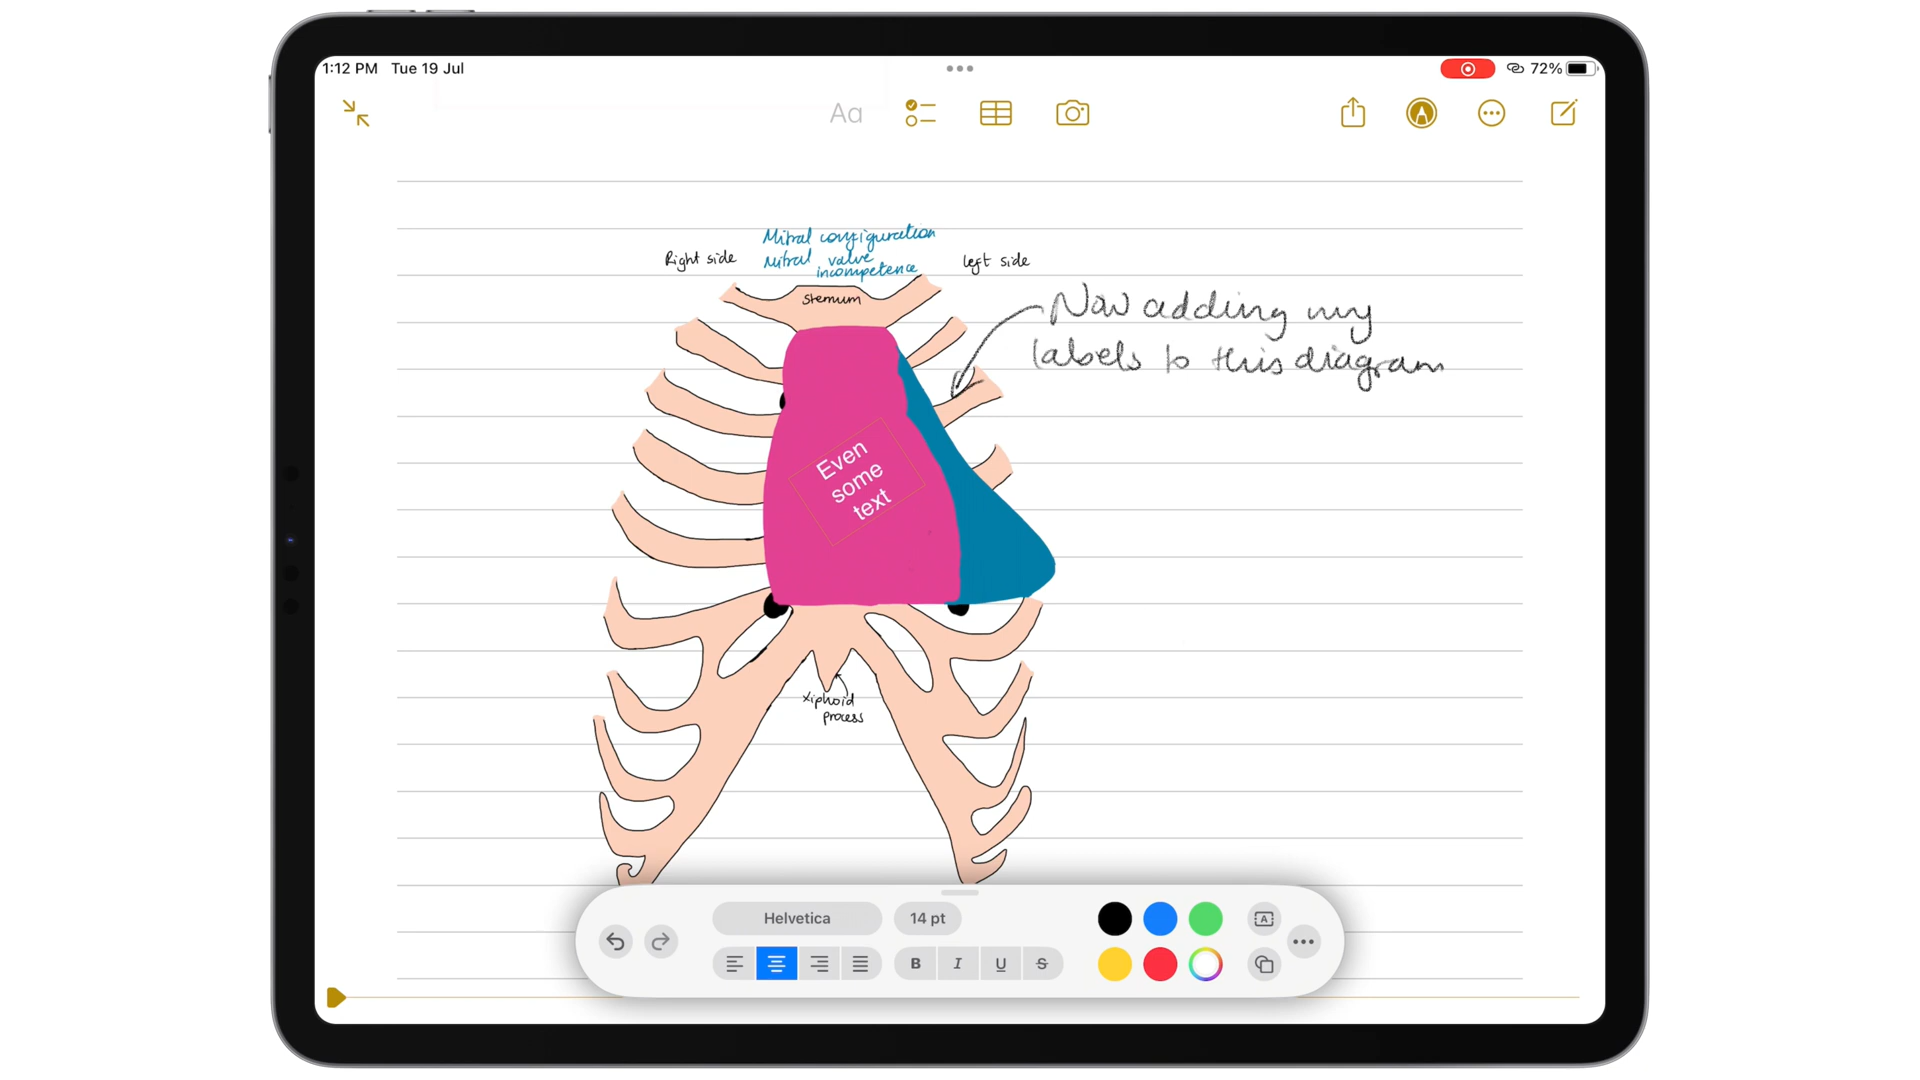 1:12 PM Tue 19 Jul
72%
Aa
Mitral configuration
Mitral valve
incompetence
Right side
left side
Sternum
Now adding my
labels to this diagram
Even
some
text
Xiphoid
process
Helvetica
14 pt
B I U S
A